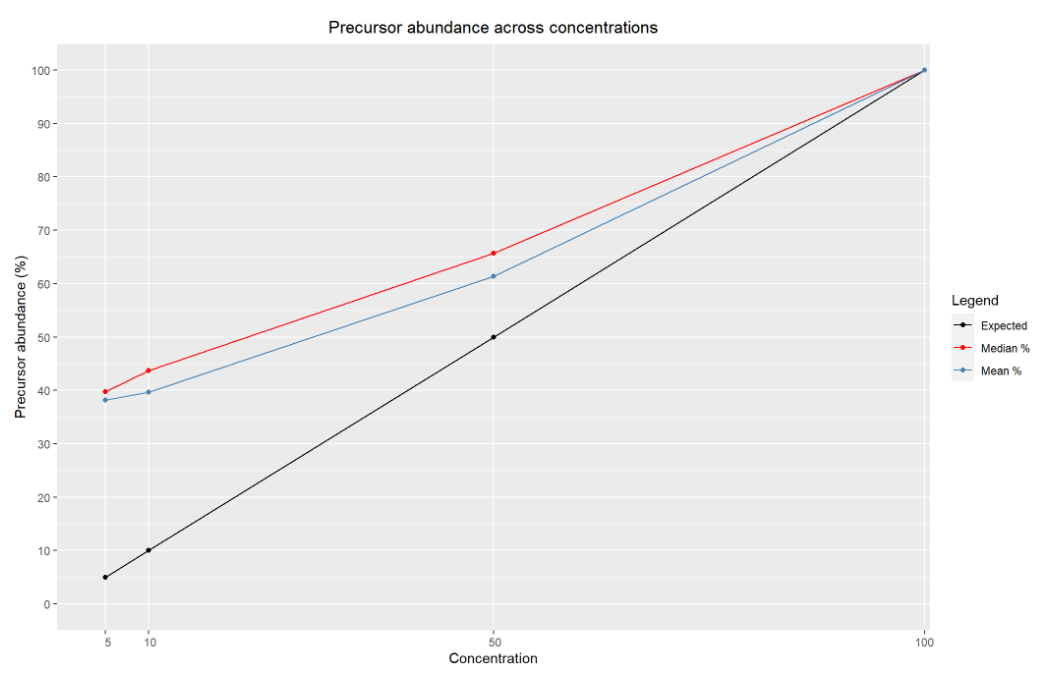 Precursor abundance across concentrations
100
90
80
70
60
50
40
30
20
10
0
Precursor abundance (%)
5 10 50 100
Concentration
Legend
Expected
Median %
Mean %